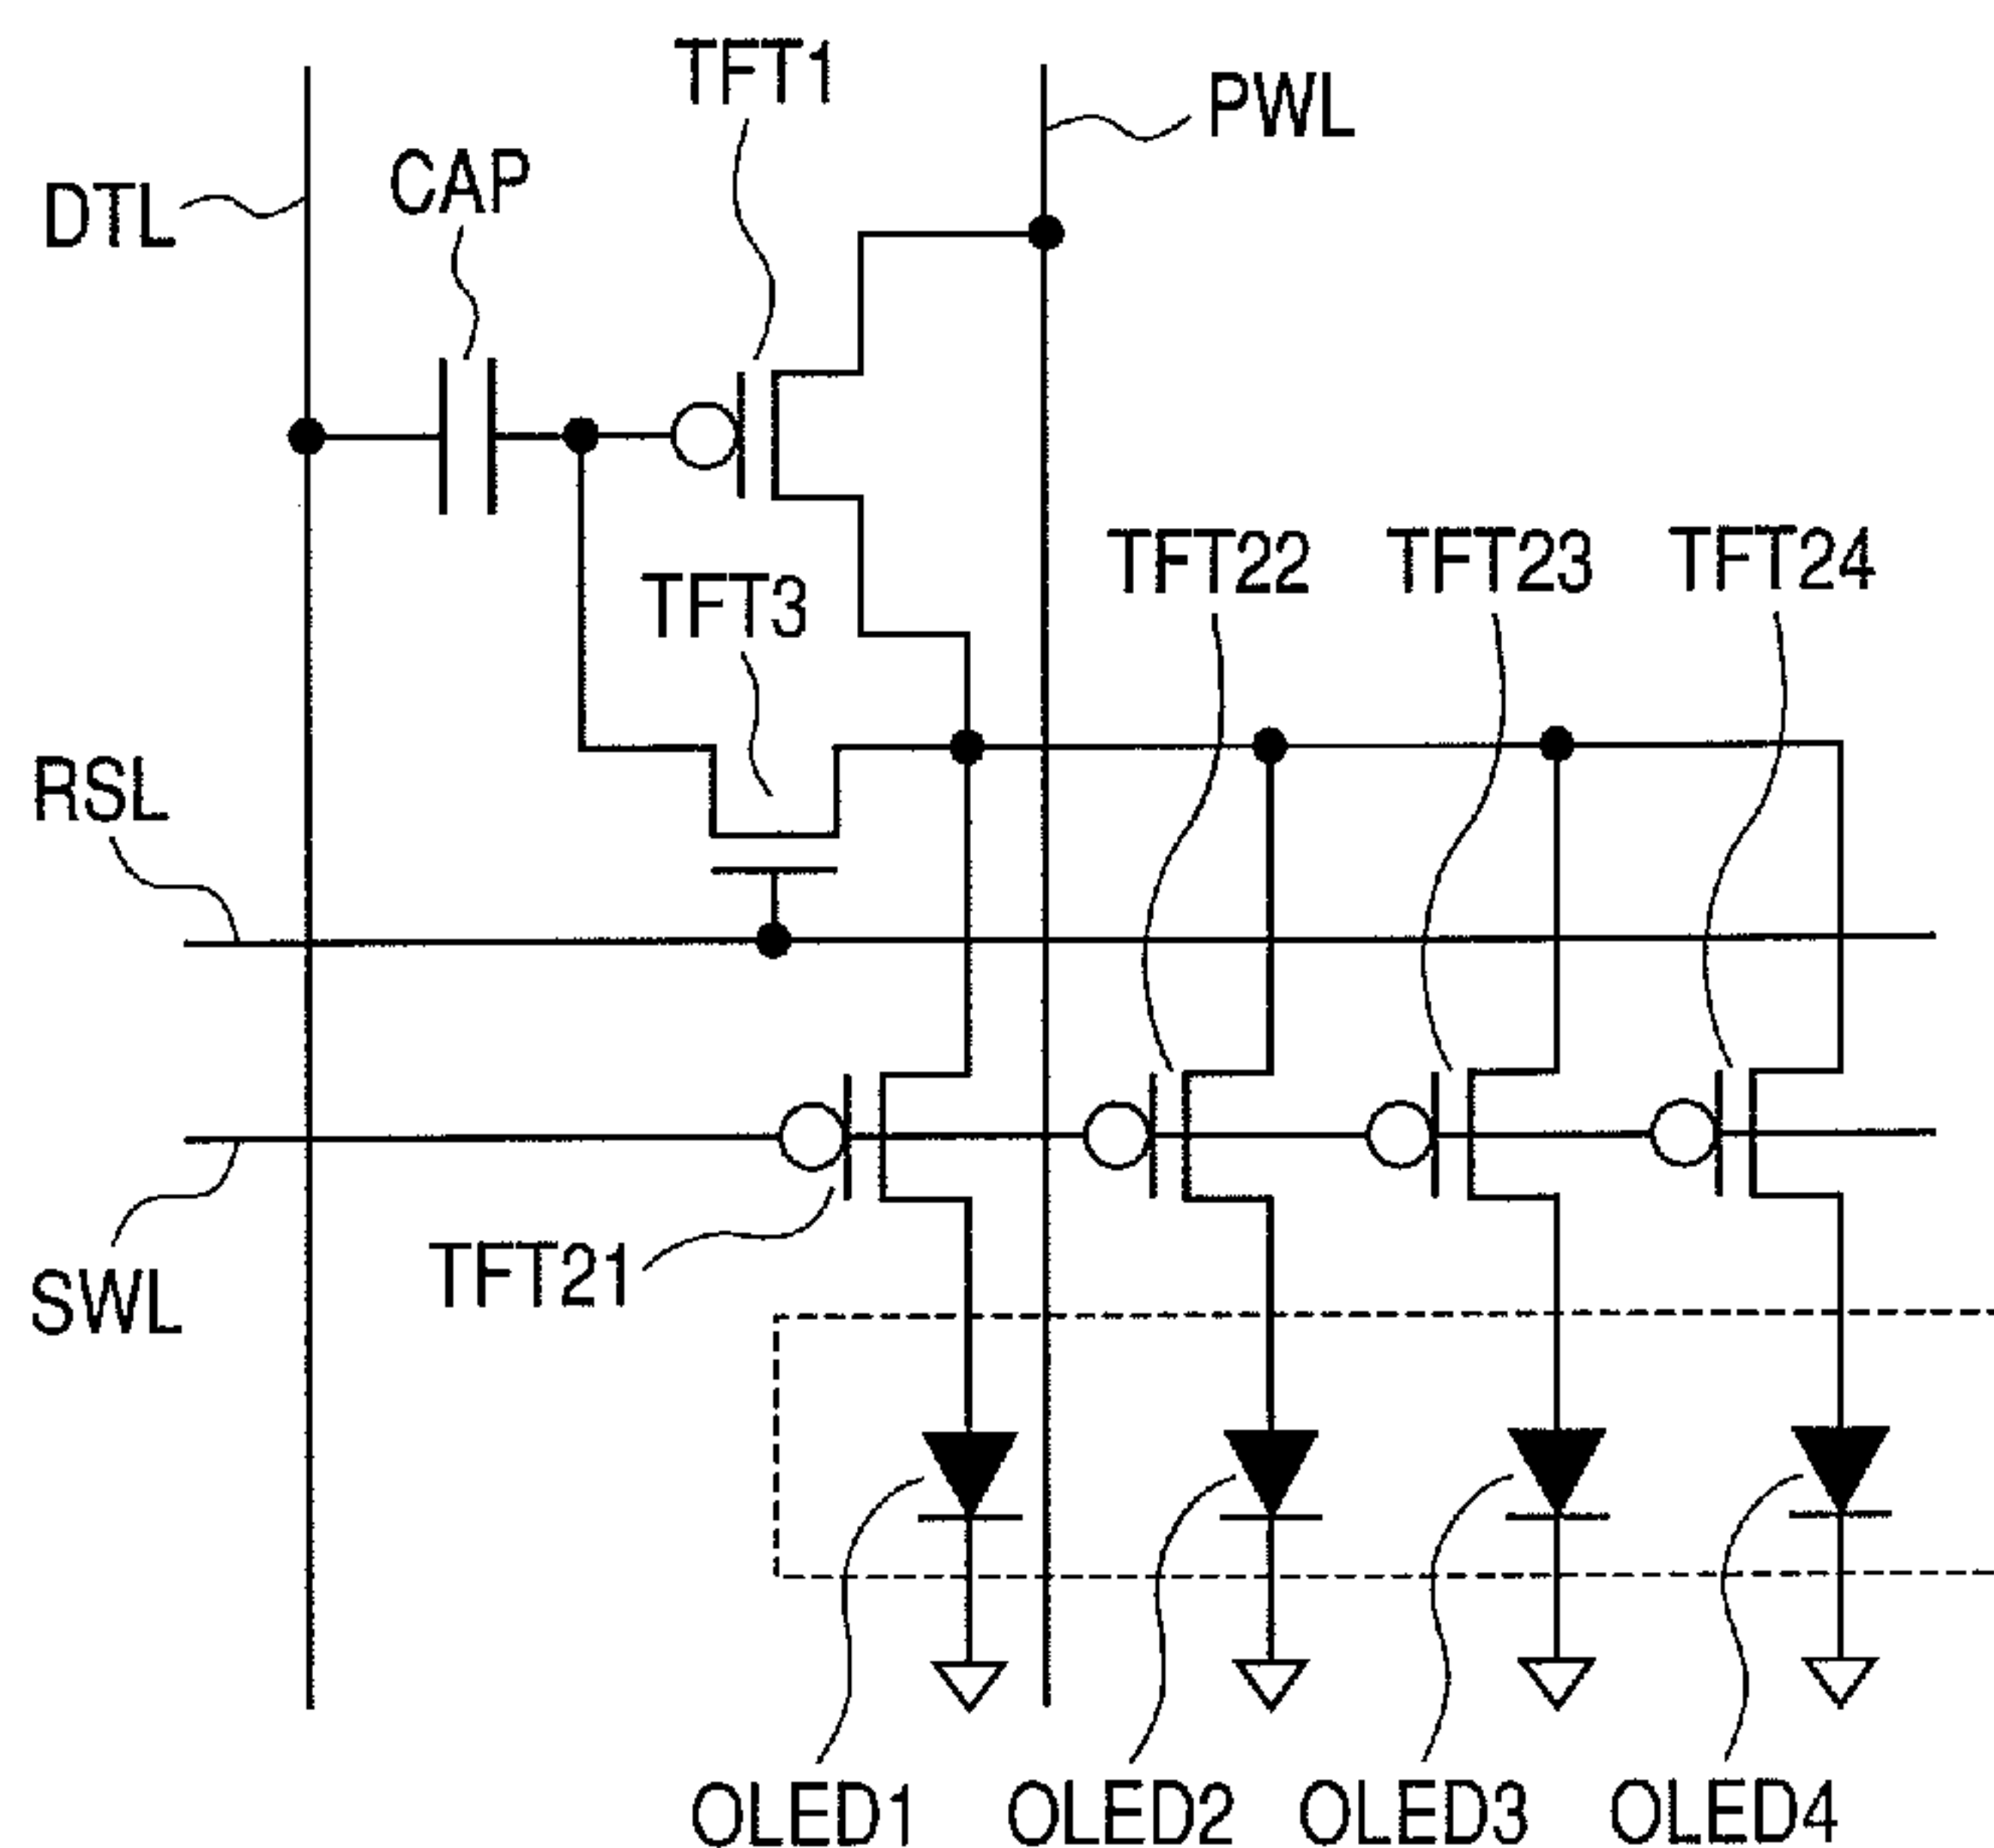 TFT1
PWL
CAP
DTL
TFT22
TFT23
TFT24
TFT3
RSL
TFT21
SWL
OLED1
OLED2
OLED3
OLED4